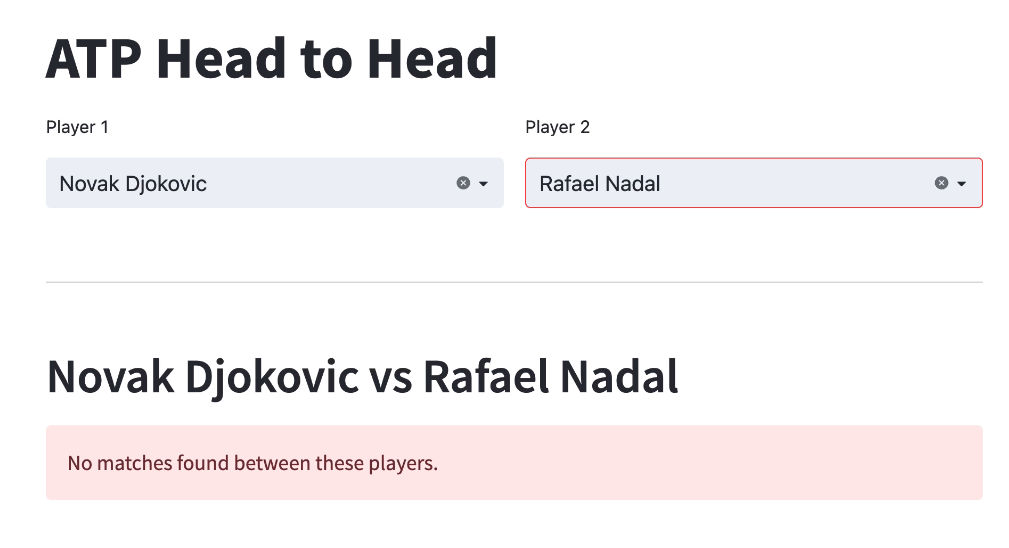 ATP Head to Head
Player 1
Player 2
Novak Djokovic
Rafael Nadal
Novak Djokovic vs Rafael Nadal
No matches found between these players.